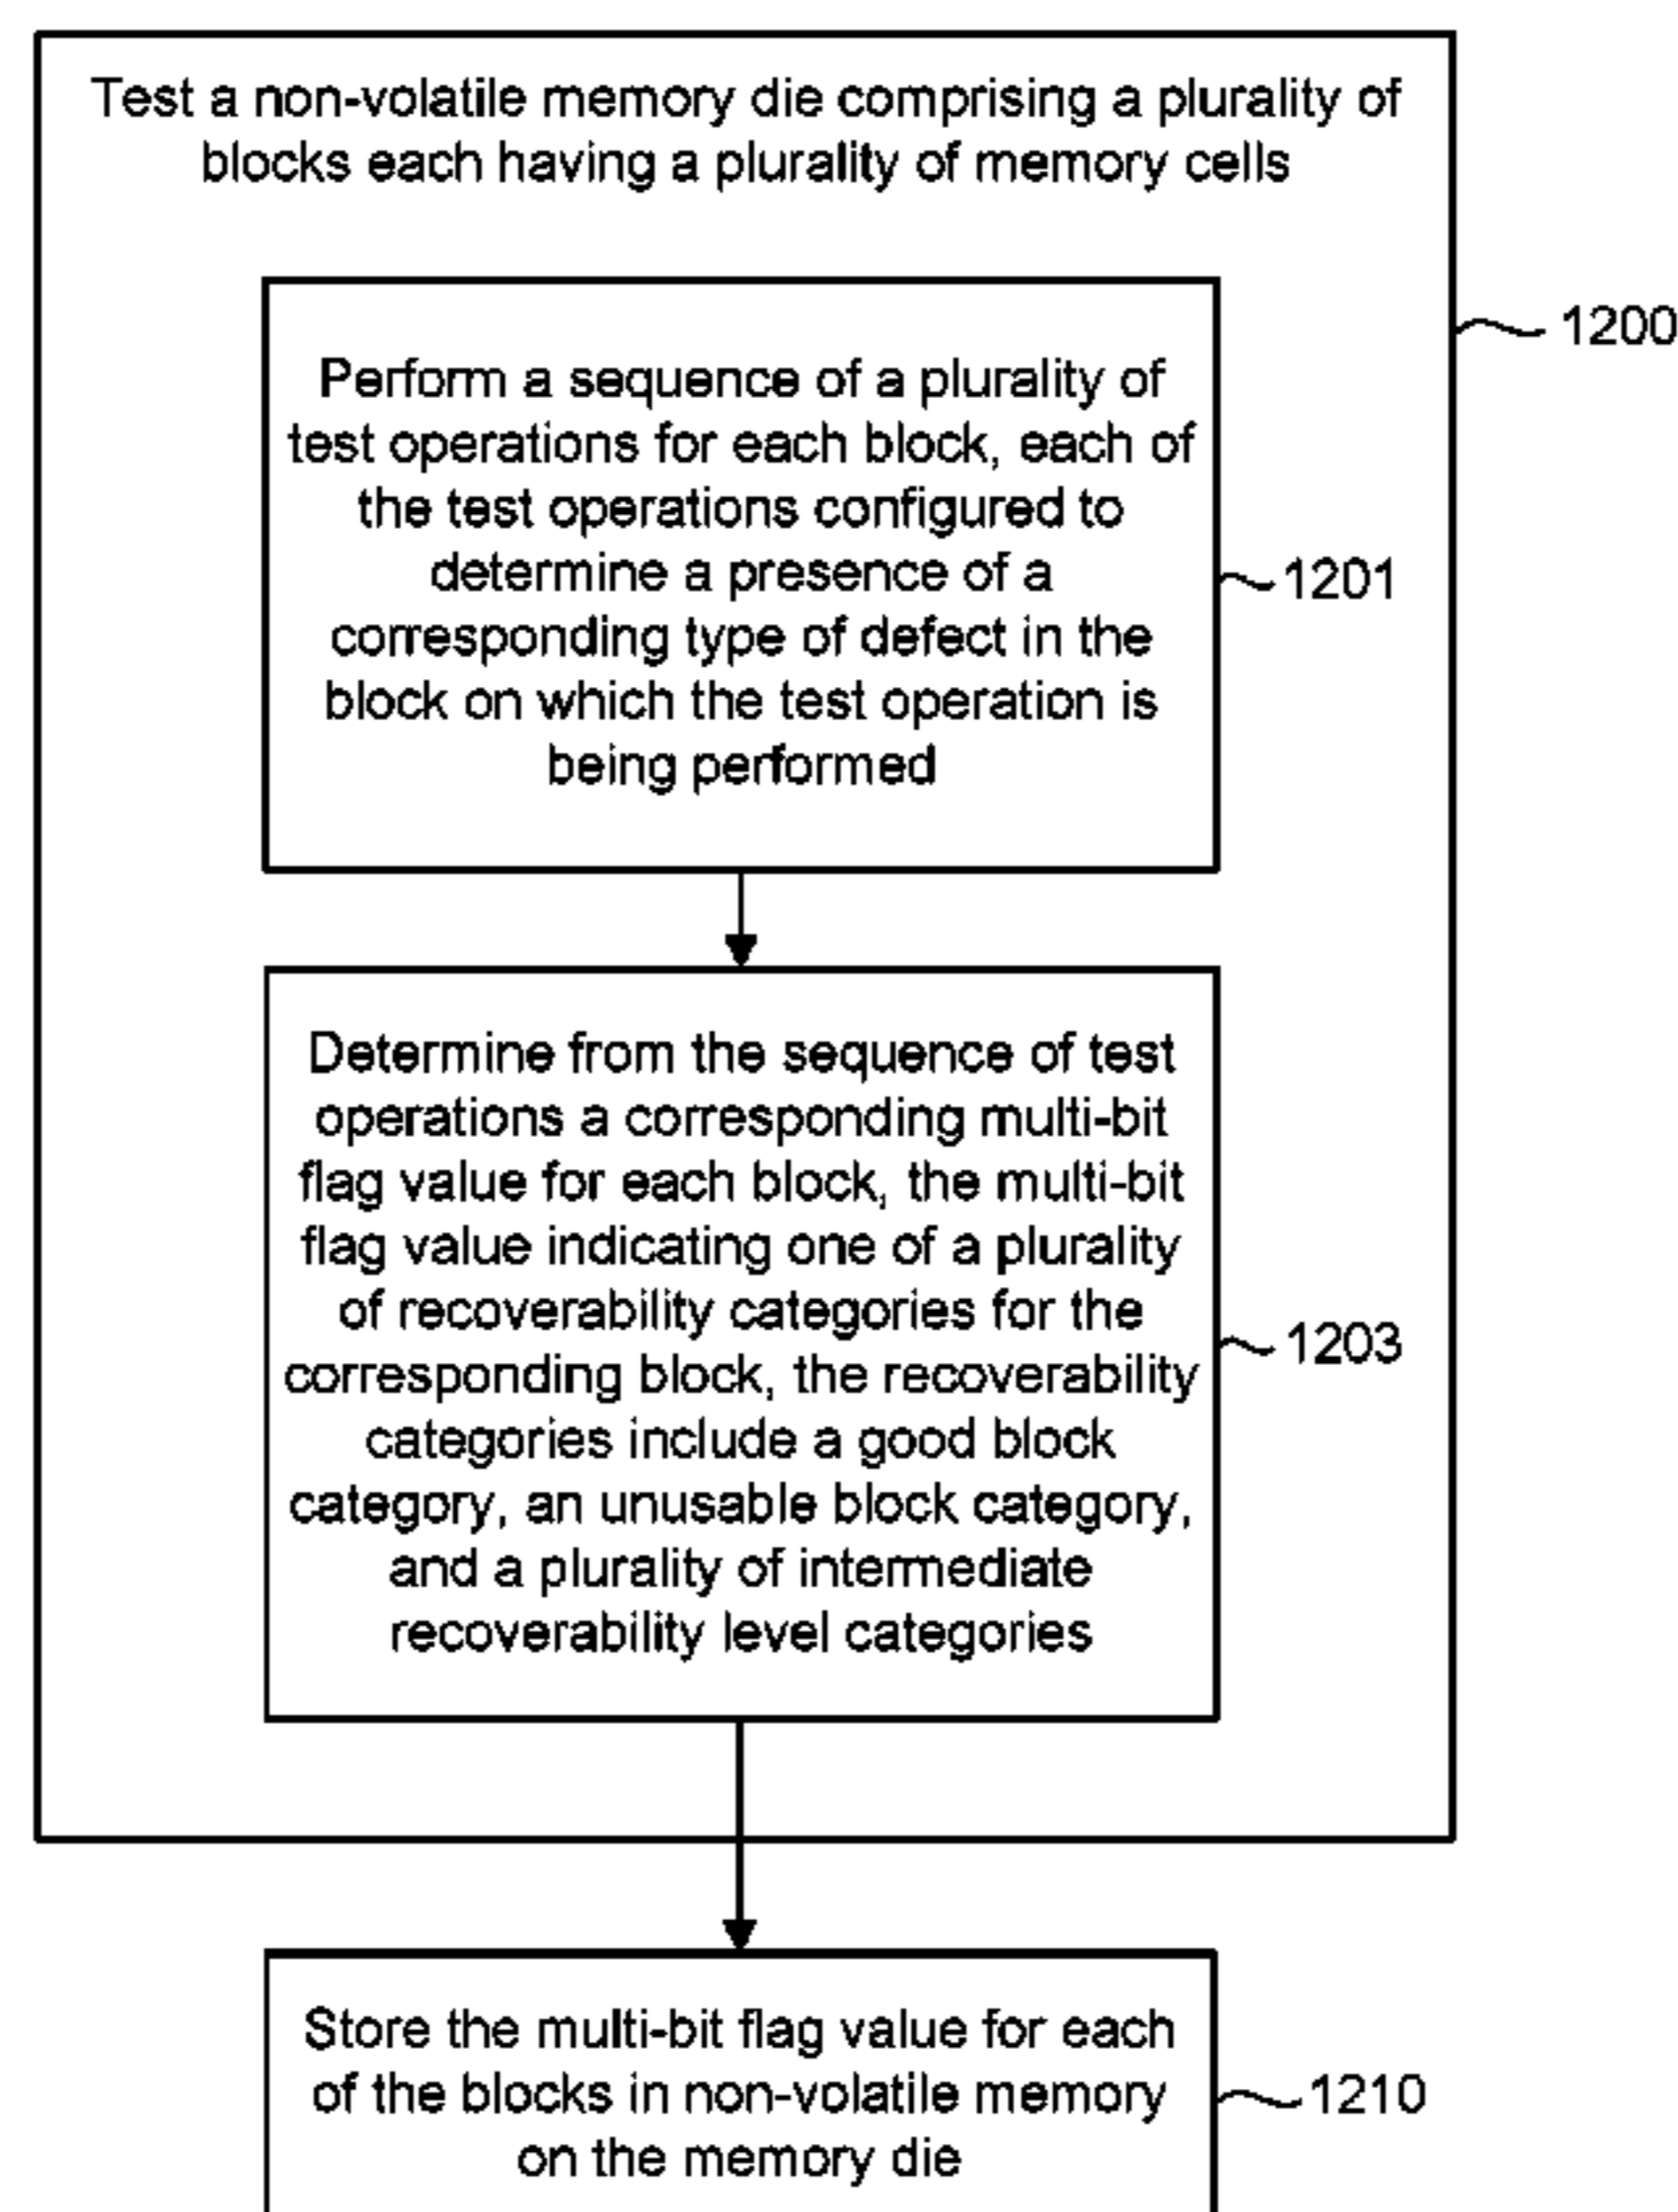 Test a non-volatile memory die comprising a plurality of
blocks each having a plurality of memory cells
1200
Perform a sequence of a plurality of
test operations for each block, each of
the test operations configured to
determine a presence of a
corresponding type of defect in the
block on which the test operation is
being performed
1201
Determine from the sequence of test
operations a corresponding multi-bit
flag value for each block, the multi-bit
flag value indicating one of a plurality
of recoverability categories for the
corresponding block, the recoverability
categories include a good block
category, an unusable block category,
and a plurality of intermediate
recoverability level categories
1203
Store the multi-bit flag value for each
of the blocks in non-volatile memory
on the memory die
1210